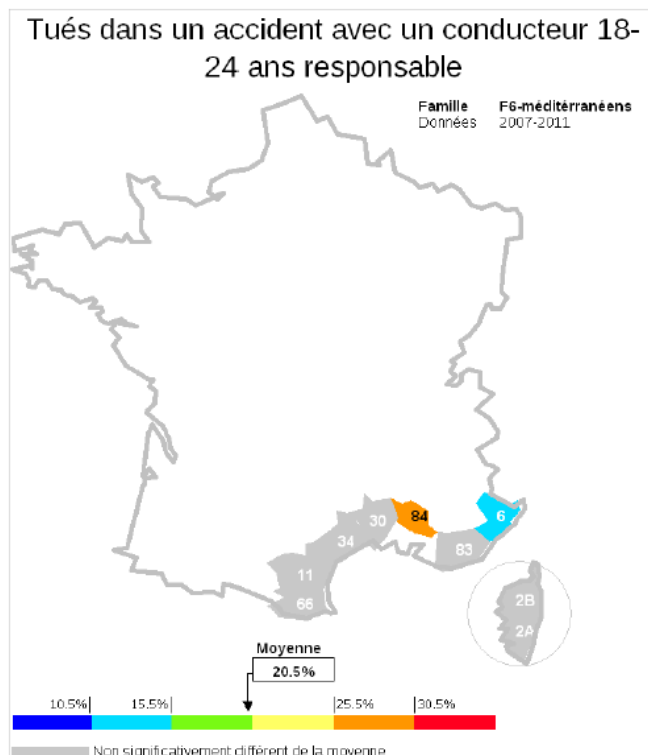 Tués dans un accident avec un conducteur 18-
24 ans responsable
Famille F6-méditérranéens
Données 2007-2011
84
6
30
34
83
11
66
2B
2A
Moyenne
20.5%
10.5% 15.5% 25.5% 30.5%
Non significativement différent de la moyenne